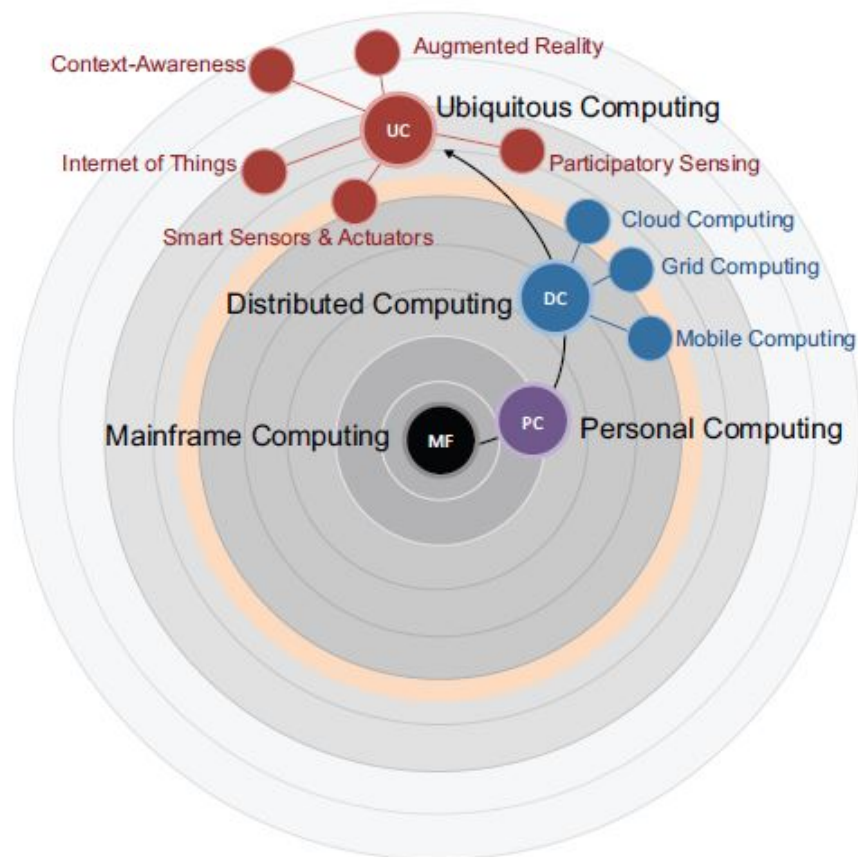 Augmented Reality
Context-Awareness
UC
Ubiquitous Computing
Internet of Things
Participatory Sensing
Smart Sensors & Actuators
Cloud Computing
Grid Computing
Distributed Computing
DC
Mobile Computing
Mainframe Computing
MF
PC
Personal Computing